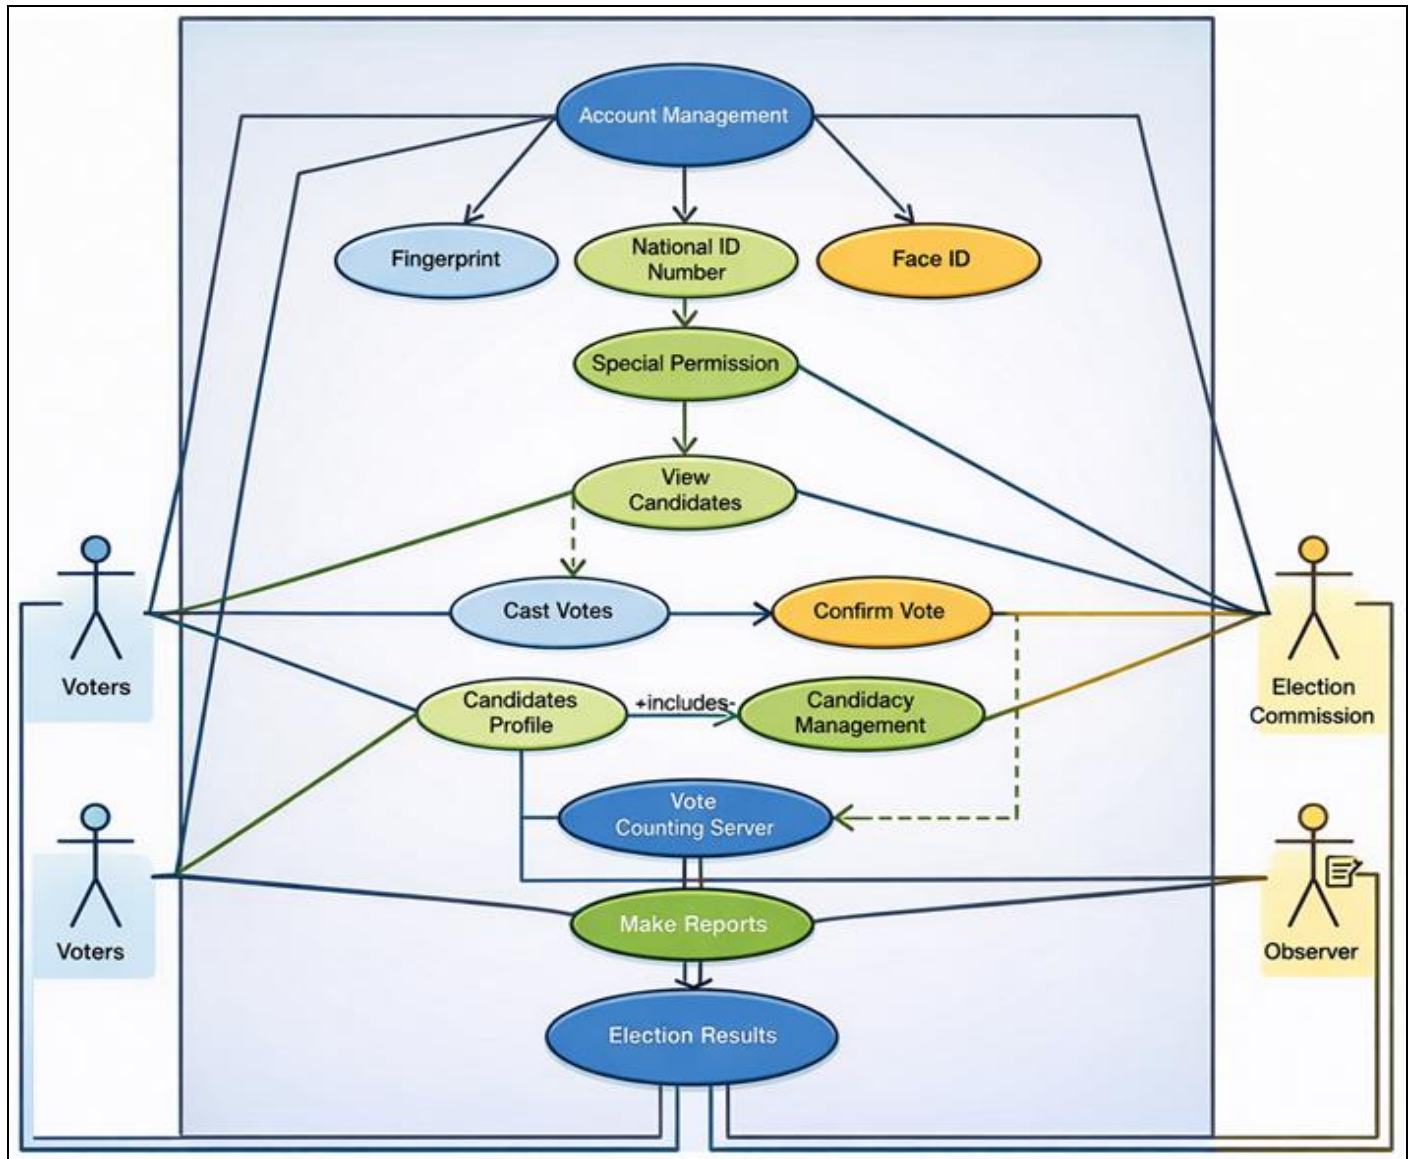 Account Management
Fingerprint
National ID
Number
Face ID
Special Permission
View
Candidates
Cast Votes
Confirm Vote
Voters
Election
Commission
Candidates
Profile
+includes-
Candidacy
Management
Vote
Counting Server
Make Reports
Voters
Observer
Election Results